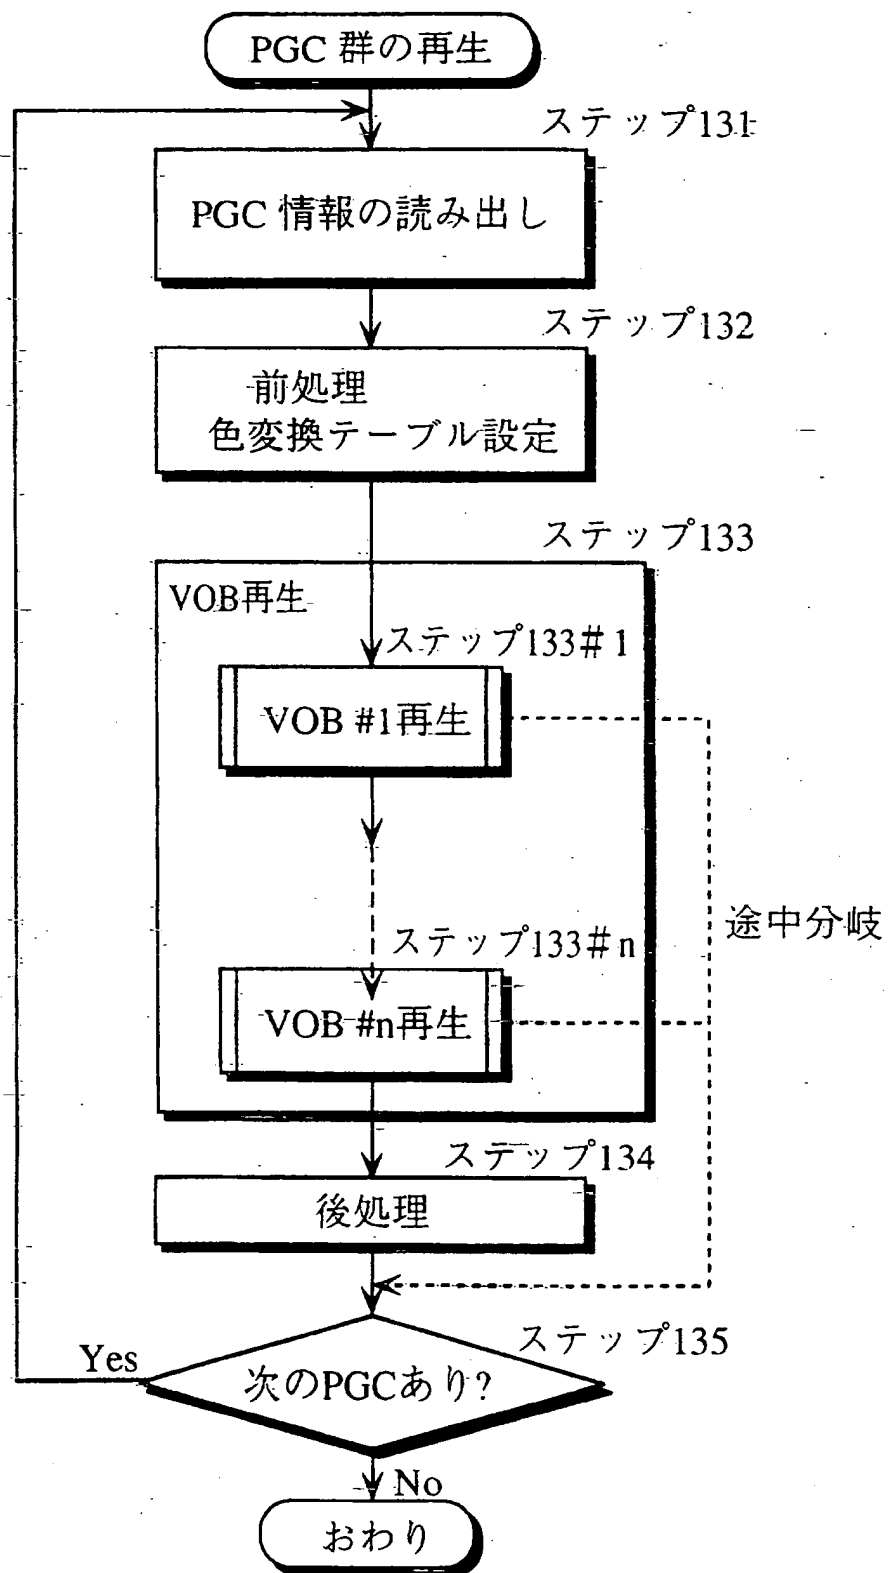 PGC 群の再生
ステップ131
PGC 情報の読み出し
ステップ132
前処理
色変換テーブル設定
ステップ133
VOB再生
ステップ133#1
VOB #1再生
途中分岐
ステップ133#n
VOB #n再生
ステップ134
後処理
ステップ135
Yes
次のPGCあり?
No
おわり